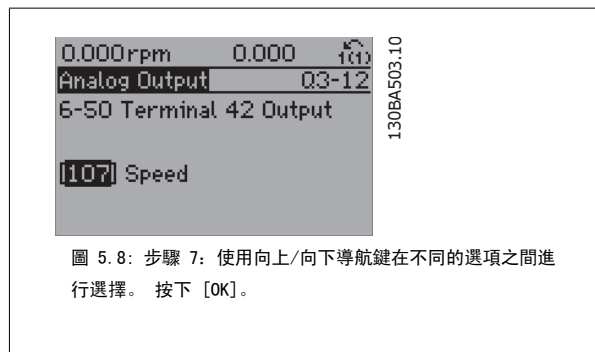 0.000rpm 0.000 1(1)
Analog Output Q3-12
6-50 Terminal 42 Output
[107] Speed
130BA503.10
圖 5.8: 步驟 7: 使用向上/向下導航鍵在不同的選項之間進
行選擇。 按下 [OK]。